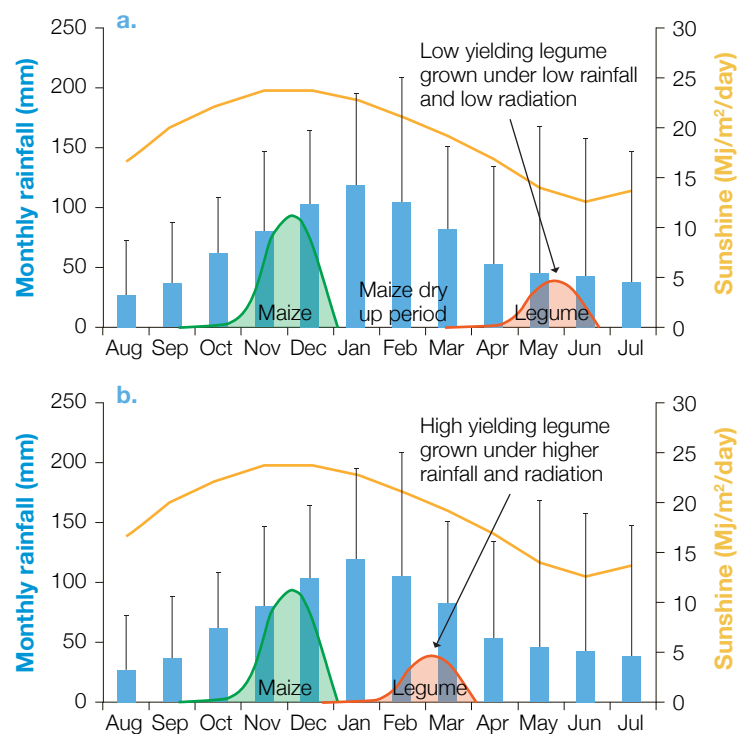 a.
250
200
150
100
50
0
Monthly rainfall (mm)
30
25
20
15
10
5
0
Sunshine (Mj/m²/day)
Low yielding legume
grown under low rainfall
and low radiation
Maize
Maize dry
up period
Legume
Aug Sep Oct Nov Dec Jan Feb Mar Apr May Jun Jul
b.
250
200
150
100
50
0
Monthly rainfall (mm)
30
25
20
15
10
5
0
Sunshine (Mj/m²/day)
High yielding legume
grown under higher
rainfall and radiation
Maize
Legume
Aug Sep Oct Nov Dec Jan Feb Mar Apr May Jun Jul